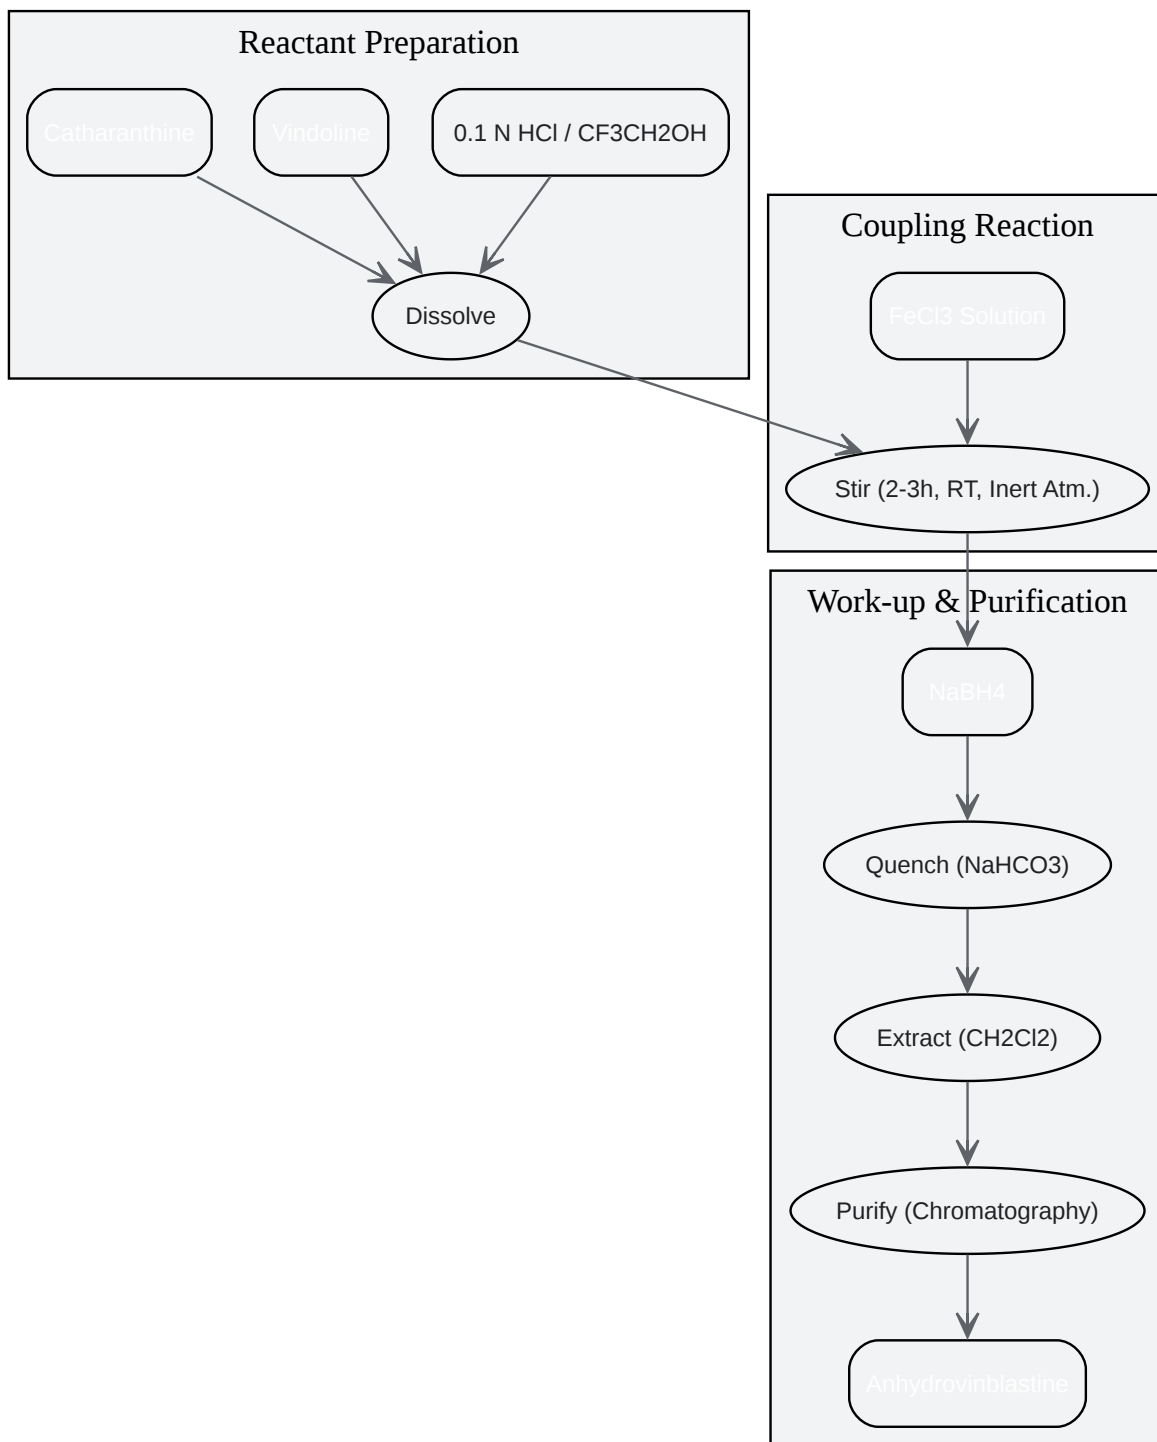 Reactant Preparation
Catharanthine
Vindoline
0.1 N HCl / CF3CH2OH
Dissolve
Coupling Reaction
FeCl3 Solution
Stir (2-3h, RT, Inert Atm.)
Work-up & Purification
NaBH4
Quench (NaHCO3)
Extract (CH2Cl2)
Purify (Chromatography)
Anhydrovinblastine